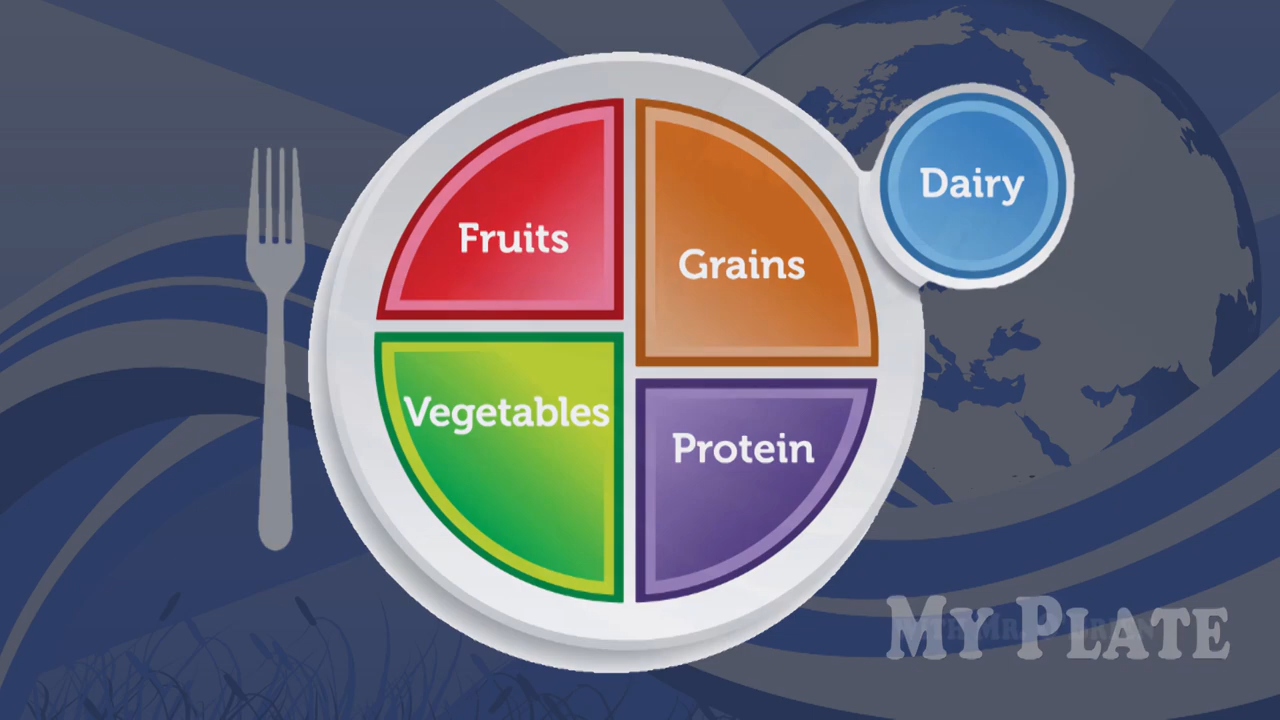 Fruits
Grains
Dairy
Vegetables
Protein
MY PLATE